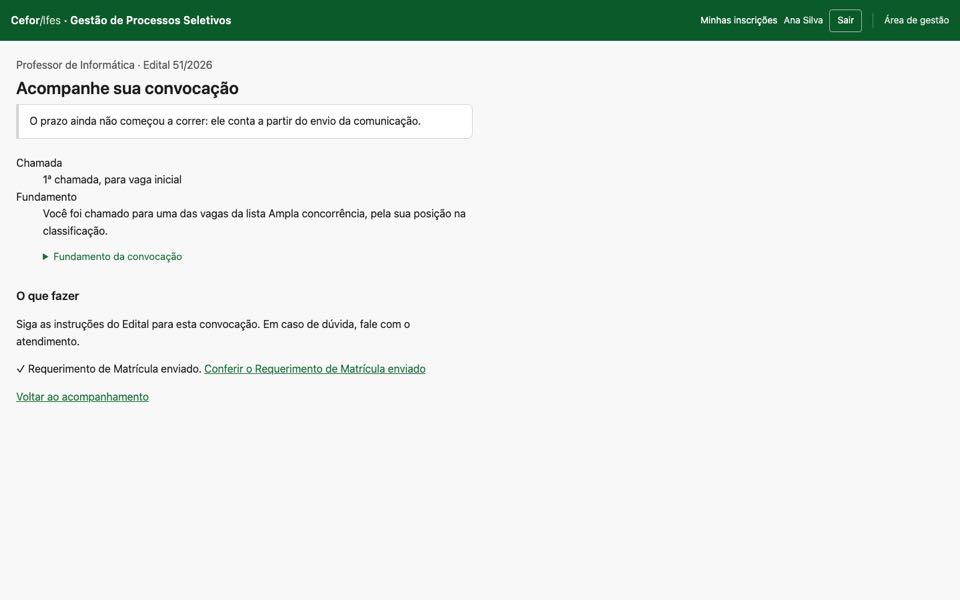 Cefor/Ifes · Gestão de Processos Seletivos
Minhas inscrições Ana Silva Sair Área de gestão
Professor de Informática · Edital 51/2026
Acompanhe sua convocação
O prazo ainda não começou a correr: ele conta a partir do envio da comunicação.
Chamada
1ª chamada, para vaga inicial
Fundamento
Você foi chamado para uma das vagas da lista Ampla concorrência, pela sua posição na
classificação.
Fundamento da convocação
O que fazer
Siga as instruções do Edital para esta convocação. Em caso de dúvida, fale com o
atendimento.
✓ Requerimento de Matrícula enviado. Conferir o Requerimento de Matrícula enviado
Voltar ao acompanhamento